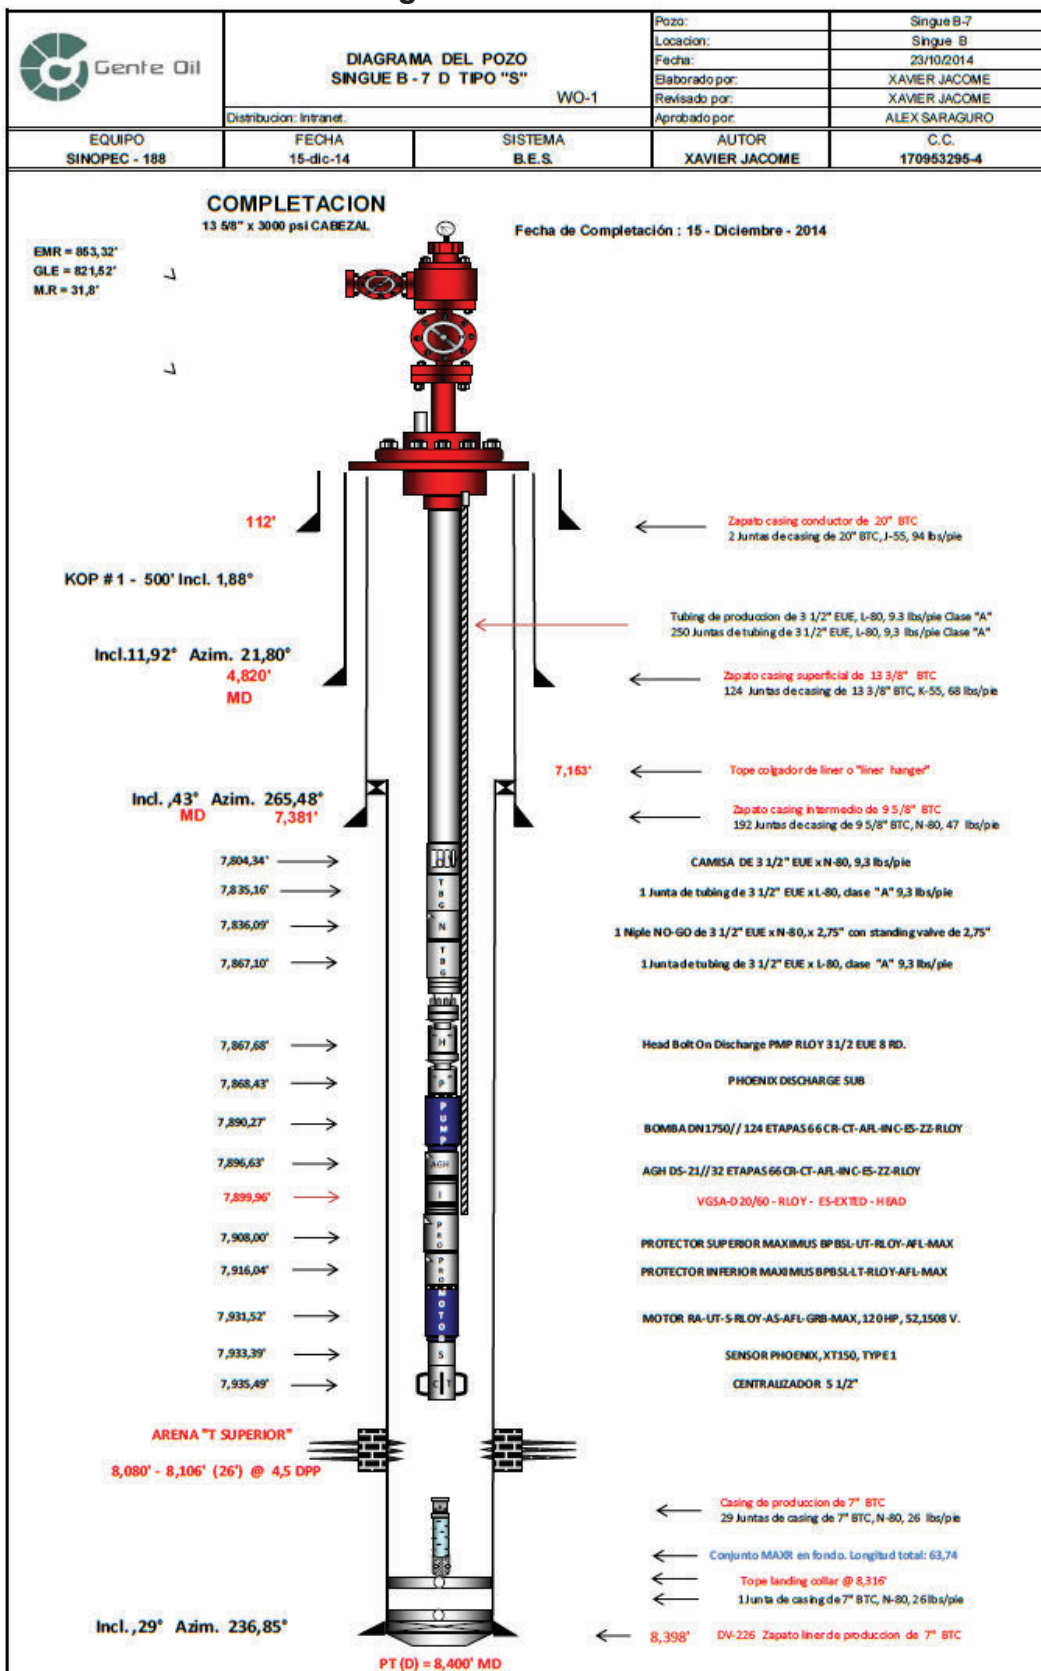 Gente Oil
DIAGRAMA DEL POZO
SINGUE B - 7 D TIPO "S"
WO-1
Distribucion: Intranet.
Pozo: Singue B-7
Locacion: Singue B
Fecha: 23/10/2014
Elaborado por: XAVIER JACOME
Revisado por: XAVIER JACOME
Aprobado por: ALEX SARAGURO
EQUIPO FECHA SISTEMA AUTOR C.C.
SINOPEC - 188 15-dic-14 B.E.S. XAVIER JACOME 170953295-4
COMPLETACION
13 5/8" x 3000 psi CABEZAL
Fecha de Completación : 15 - Diciembre - 2014
EMR = 853,32'
GLE = 821,52'
M.R = 31,8'
112'
Zapato casing conductor de 20" BTC
2 Juntas de casing de 20" BTC, J-55, 94 lbs/pie
KOP # 1 - 500' Incl. 1,88°
Tubing de produccion de 3 1/2" EUE, L-80, 9.3 lbs/pie Clase "A"
250 Juntas de tubing de 3 1/2" EUE, L-80, 9,3 lbs/pie Clase "A"
Incl.11,92° Azim. 21,80°
4,820'
MD
Zapato casing superficial de 13 3/8" BTC
124 Juntas de casing de 13 3/8" BTC, K-55, 68 lbs/pie
7,153'
Tope colgador de liner o "liner hanger"
Incl. ,43° Azim. 265,48°
MD 7,381'
Zapato casing intermedio de 9 5/8" BTC
192 Juntas de casing de 9 5/8" BTC, N-80, 47 lbs/pie
7,804,34' CAMISA DE 3 1/2" EUE x N-80, 9,3 lbs/pie
7,835,16' TBG 1 Junta de tubing de 3 1/2" EUE x L-80, clase "A" 9,3 lbs/pie
7,836,09' N 1 Niple NO-GO de 3 1/2" EUE x N-80, x 2,75" con standing valve de 2,75"
7,867,10' TBG 1 Junta de tubing de 3 1/2" EUE x L-80, clase "A" 9,3 lbs/pie
7,867,68' H Head Bolt On Discharge PMP RLOY 3 1/2 EUE 8 RD.
7,868,43' P PHOENIX DISCHARGE SUB
7,890,27' PUMP BOMBA DN1750// 124 ETAPAS 66 CR-CT-AFL-INC-ES-ZZ-RLOY
7,896,63' AGH AGH DS-21//32 ETAPAS 66 CR-CT-AFL-INC-ES-ZZ-RLOY
7,899,96' I VGSA-D 20/60 - RLOY - ES-EXTED - HEAD
7,908,00' PRO PROTECTOR SUPERIOR MAXIMUS BPBSL-UT-RLOY-AFL-MAX
7,916,04' PRO PROTECTOR INFERIOR MAXIMUS BPBSL-LT-RLOY-AFL-MAX
7,931,52' MOTOR MOTOR RA-UT-S-RLOY-AS-AFL-GRB-MAX, 120 HP, 52,1508 V.
7,933,39' S SENSOR PHOENIX, XT150, TYPE 1
7,935,49' C T CENTRALIZADOR 5 1/2"
ARENA "T SUPERIOR"
8,080' - 8,106' (26') @ 4,5 DPP
Casing de produccion de 7" BTC
29 Juntas de casing de 7" BTC, N-80, 26 lbs/pie
Conjunto MAXR en fondo. Longitud total: 63,74
Tope landing collar @ 8,316'
1 Junta de casing de 7" BTC, N-80, 26 lbs/pie
Incl. ,29° Azim. 236,85°
8,398' DV-226 Zapato liner de produccion de 7" BTC
PT (D) = 8,400' MD